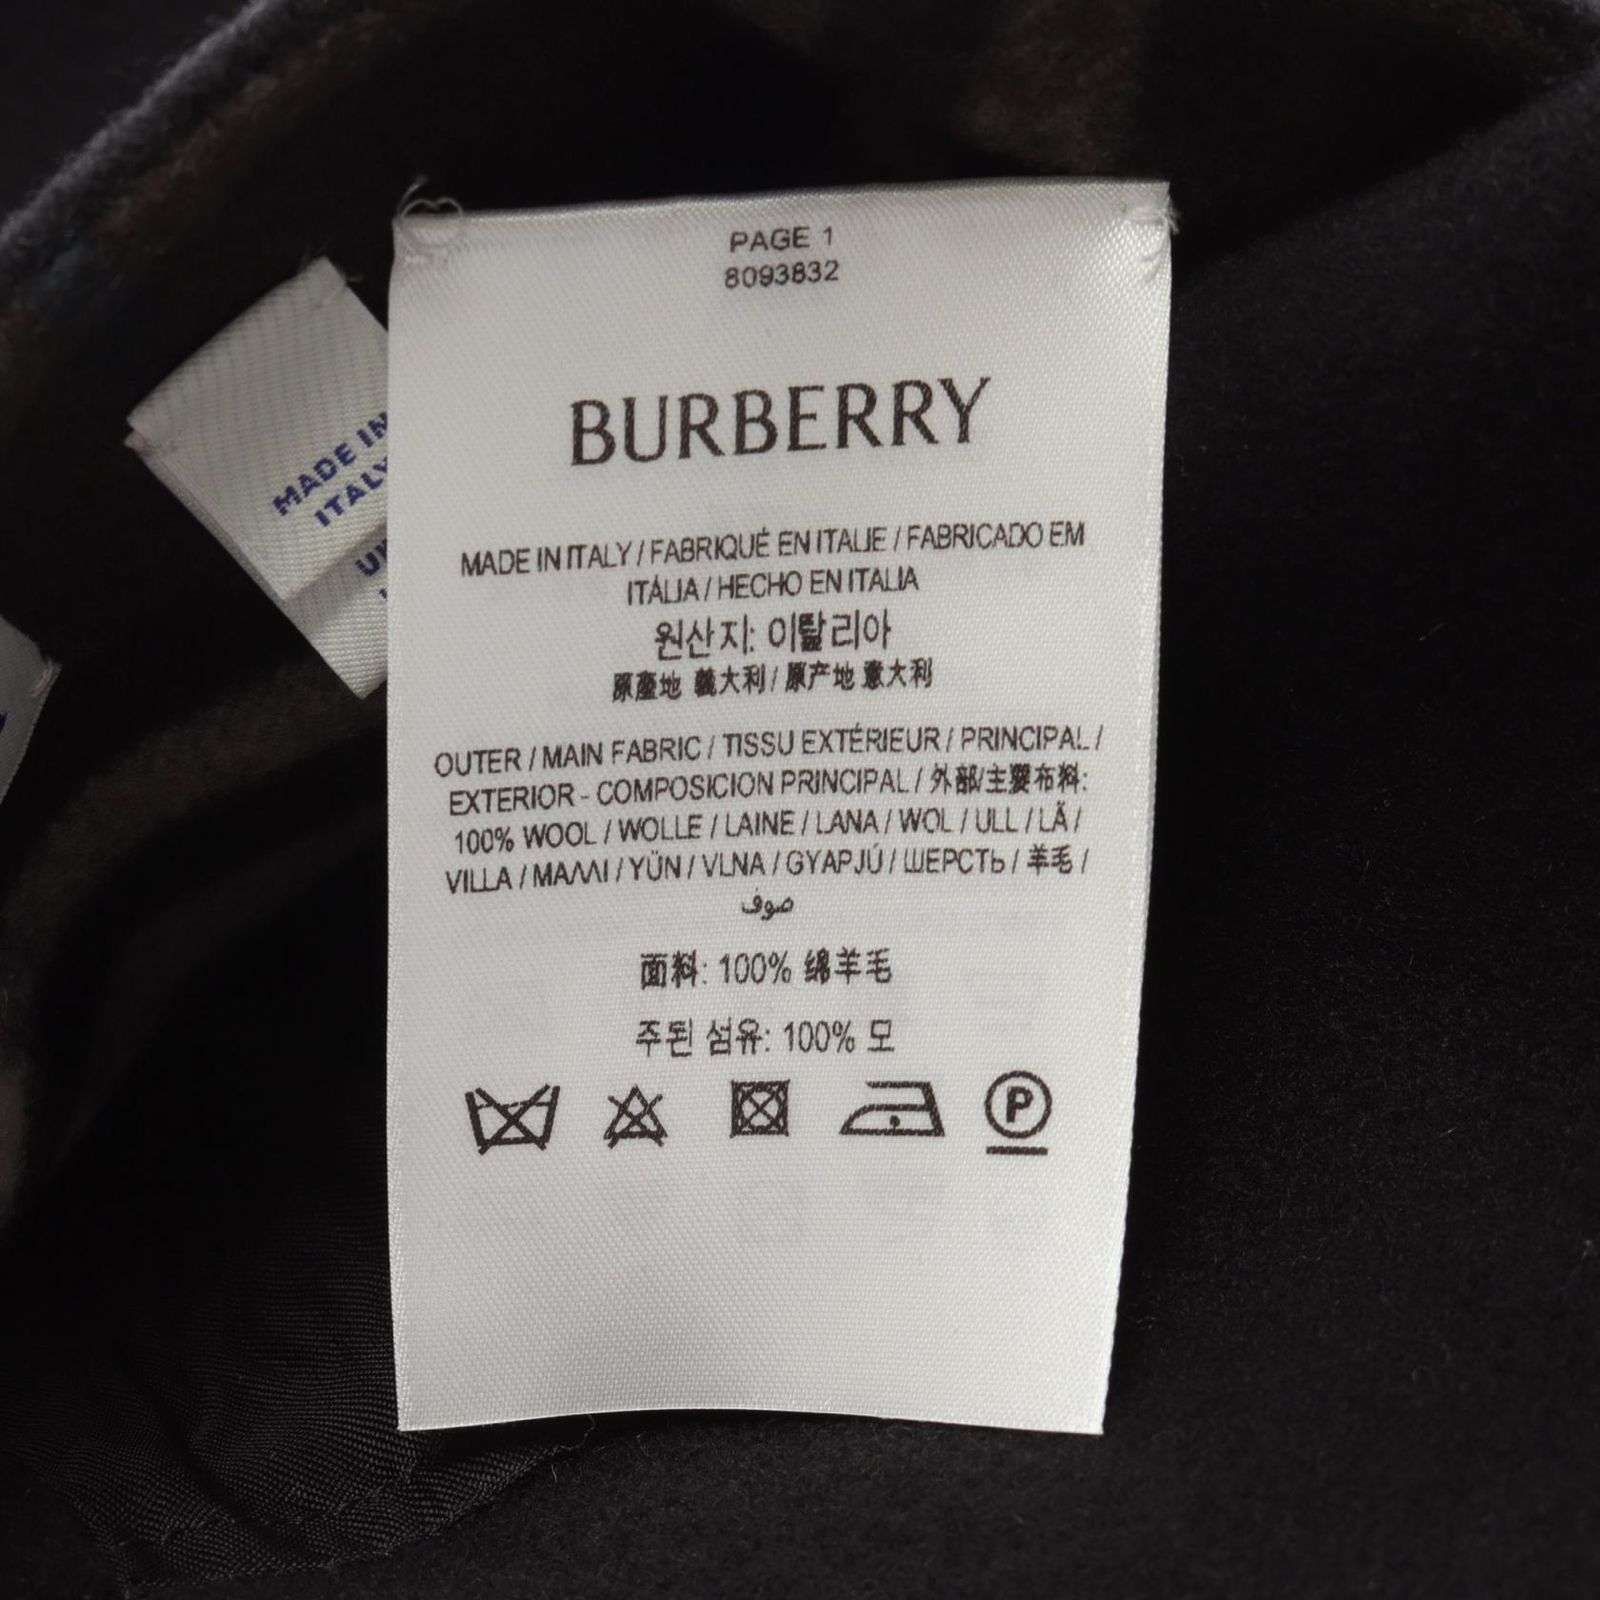 PAGE 1
8093832
BURBERRY
MADE IN ITALY / FABRIQUÉ EN ITALIE / FABRICADO EM
ITÁLIA / HECHO EN ITALIA
원산지: 이탈리아
原產地 義大利 / 原产地 意大利
OUTER / MAIN FABRIC / TISSU EXTÉRIEUR / PRINCIPAL /
EXTERIOR - COMPOSICION PRINCIPAL / 外部/主要布料:
100% WOOL / WOLLE / LAINE / LANA / WOL / ULL / LÃ /
VILLA / ΜΑΛΛΙ / YÜN / VLNA / GYAPJÚ / ШЕРСТЬ / 羊毛 /
صوف
面料: 100% 绵羊毛
주된 섬유: 100% 모
P
MADE IN
ITALY